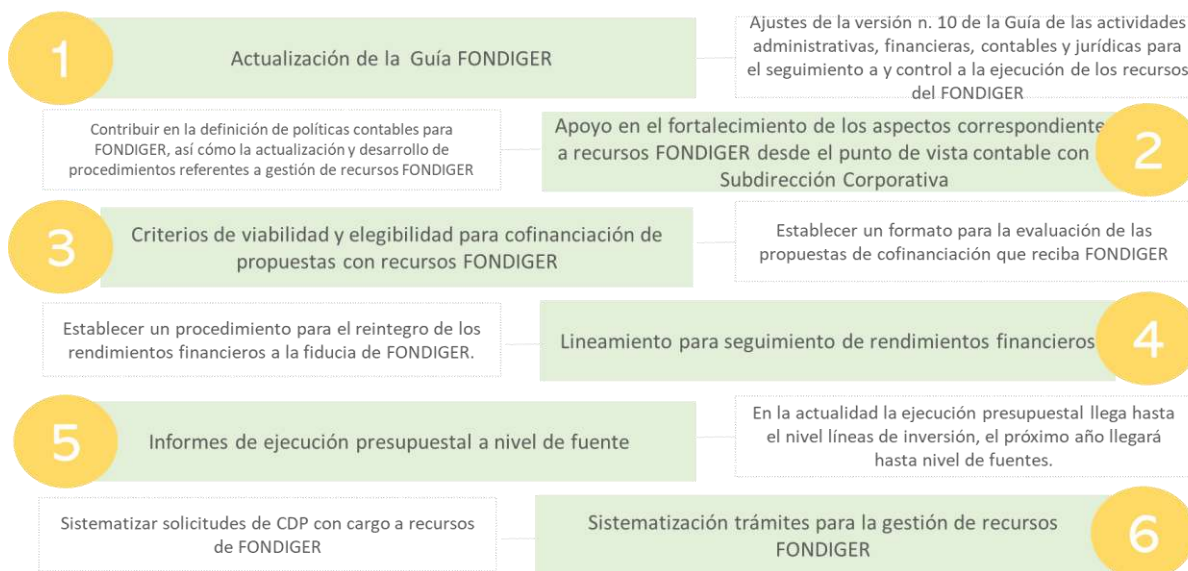 1
Actualización de la Guía FONDIGER
Ajustes de la versión n. 10 de la Guía de las actividades
administrativas, financieras, contables y jurídicas para
el seguimiento a y control a la ejecución de los recursos
del FONDIGER
Contribuir en la definición de políticas contables para
FONDIGER, así cómo la actualización y desarrollo de
procedimientos referentes a gestión de recursos FONDIGER
Apoyo en el fortalecimiento de los aspectos correspondiente
a recursos FONDIGER desde el punto de vista contable con
Subdirección Corporativa
2
3
Criterios de viabilidad y elegibilidad para cofinanciación de
propuestas con recursos FONDIGER
Establecer un formato para la evaluación de las
propuestas de cofinanciación que reciba FONDIGER
Establecer un procedimiento para el reintegro de los
rendimientos financieros a la fiducia de FONDIGER.
Lineamiento para seguimiento de rendimientos financieros
4
5
Informes de ejecución presupuestal a nivel de fuente
En la actualidad la ejecución presupuestal llega hasta
el nivel líneas de inversión, el próximo año llegará
hasta nivel de fuentes.
Sistematizar solicitudes de CDP con cargo a recursos
de FONDIGER
Sistematización trámites para la gestión de recursos
FONDIGER
6